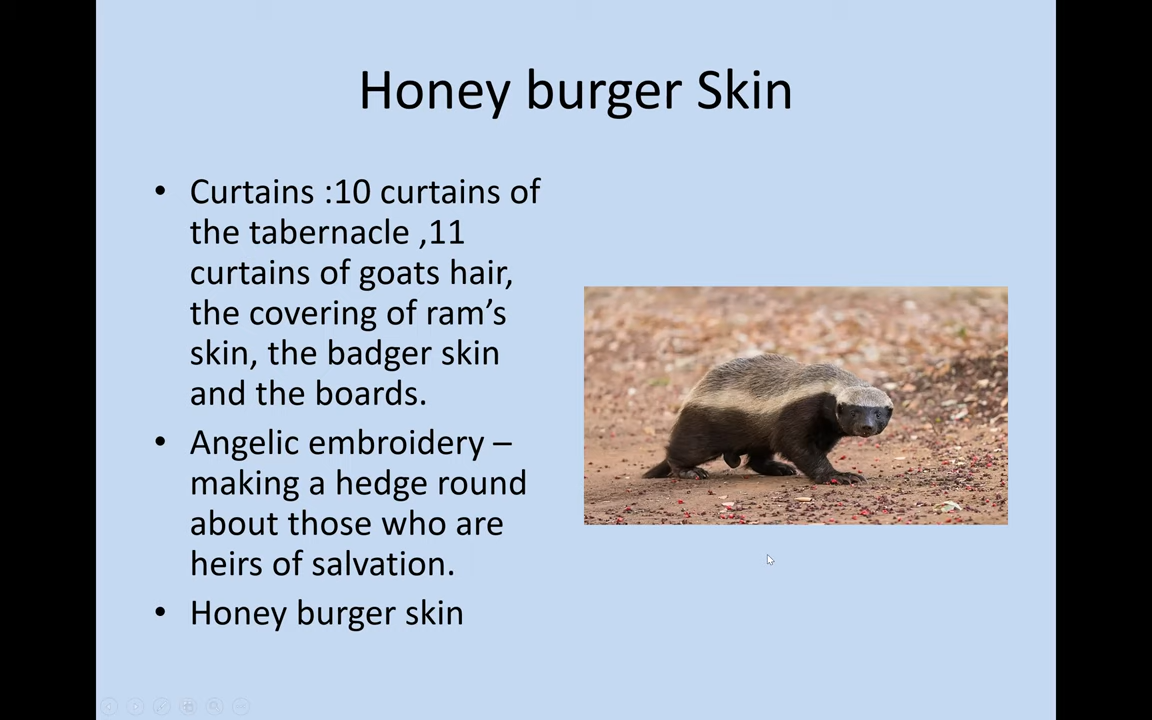 Honey burger Skin
• Curtains :10 curtains of
the tabernacle ,11
curtains of goats hair,
the covering of ram’s
skin, the badger skin
and the boards.
• Angelic embroidery –
making a hedge round
about those who are
heirs of salvation.
• Honey burger skin